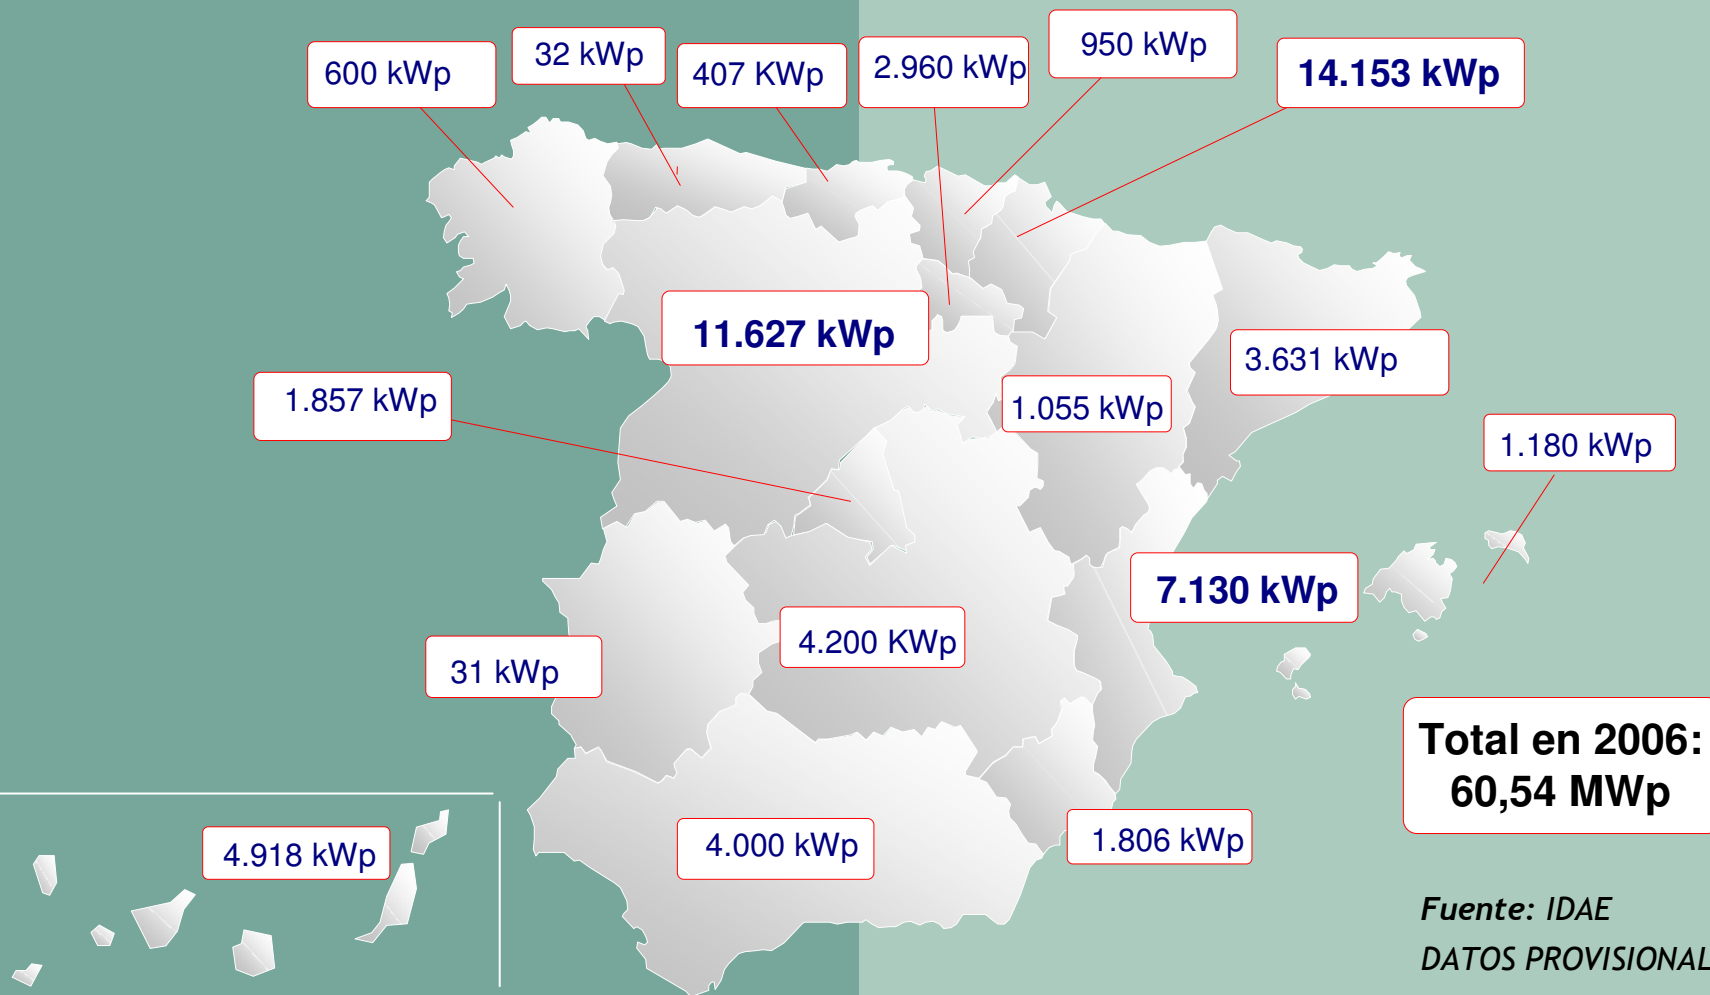 600 kWp
32 kWp
407 KWp
2.960 kWp
950 kWp
14.153 kWp
11.627 kWp
3.631 kWp
1.857 kWp
1.055 kWp
1.180 kWp
7.130 kWp
4.200 KWp
31 kWp
Total en 2006:
60,54 MWp
4.918 kWp
4.000 kWp
1.806 kWp
Fuente: IDAE
DATOS PROVISIONAL